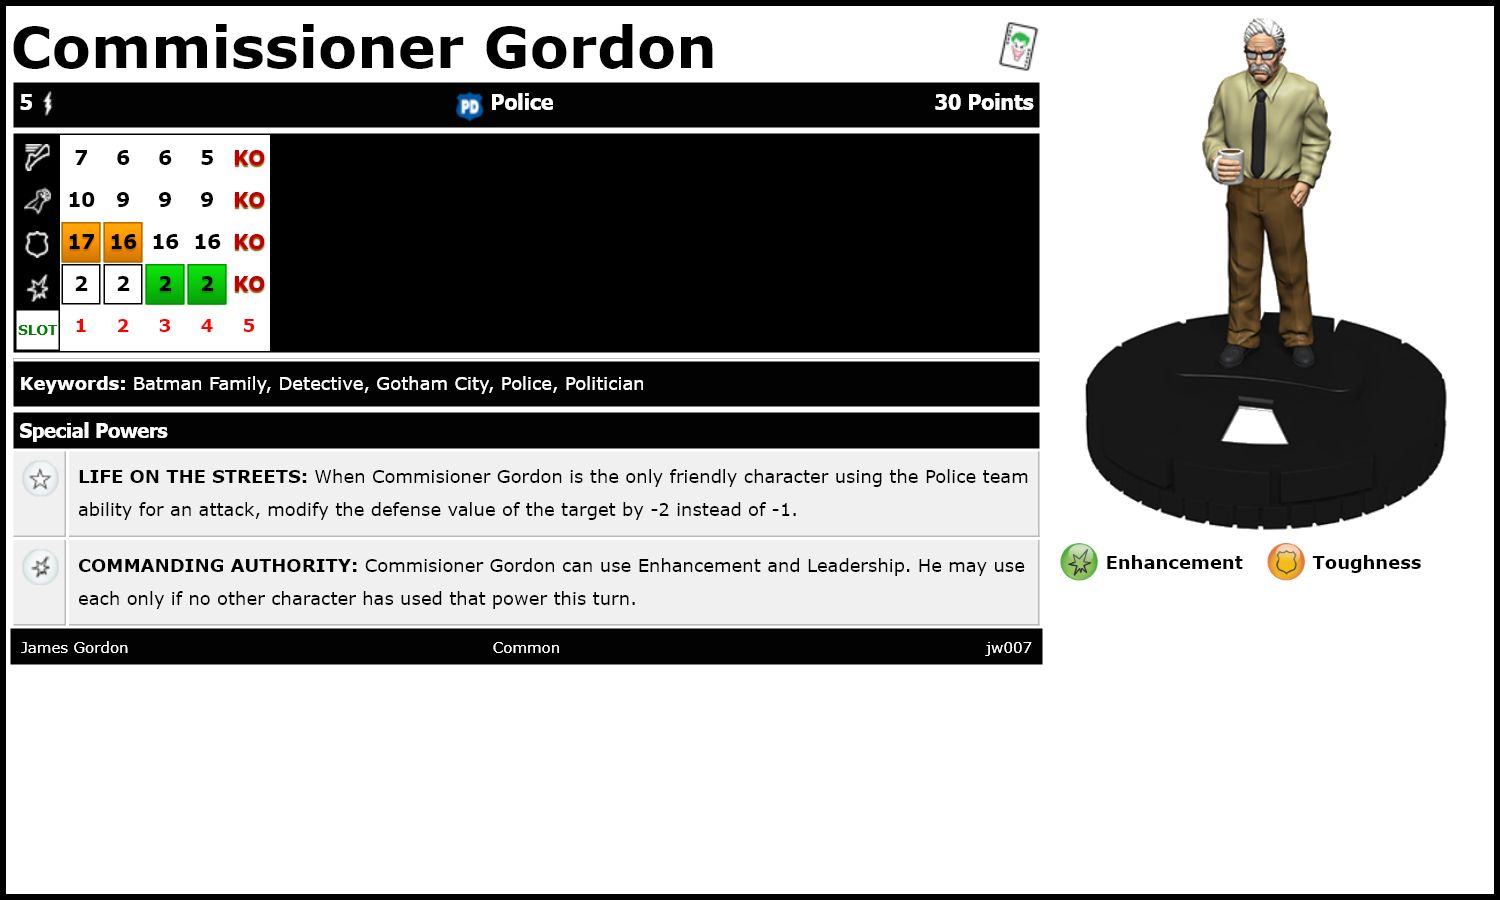 Commissioner Gordon
5 PD Police 30 Points
7 6 6 5 KO
10 9 9 9 KO
17 16 16 16 KO
2 2 2 2 KO
SLOT 1 2 3 4 5
Keywords: Batman Family, Detective, Gotham City, Police, Politician
Special Powers
LIFE ON THE STREETS: When Commisioner Gordon is the only friendly character using the Police team
ability for an attack, modify the defense value of the target by -2 instead of -1.
COMMANDING AUTHORITY: Commisioner Gordon can use Enhancement and Leadership. He may use
each only if no other character has used that power this turn.
James Gordon Common jw007
Enhancement Toughness